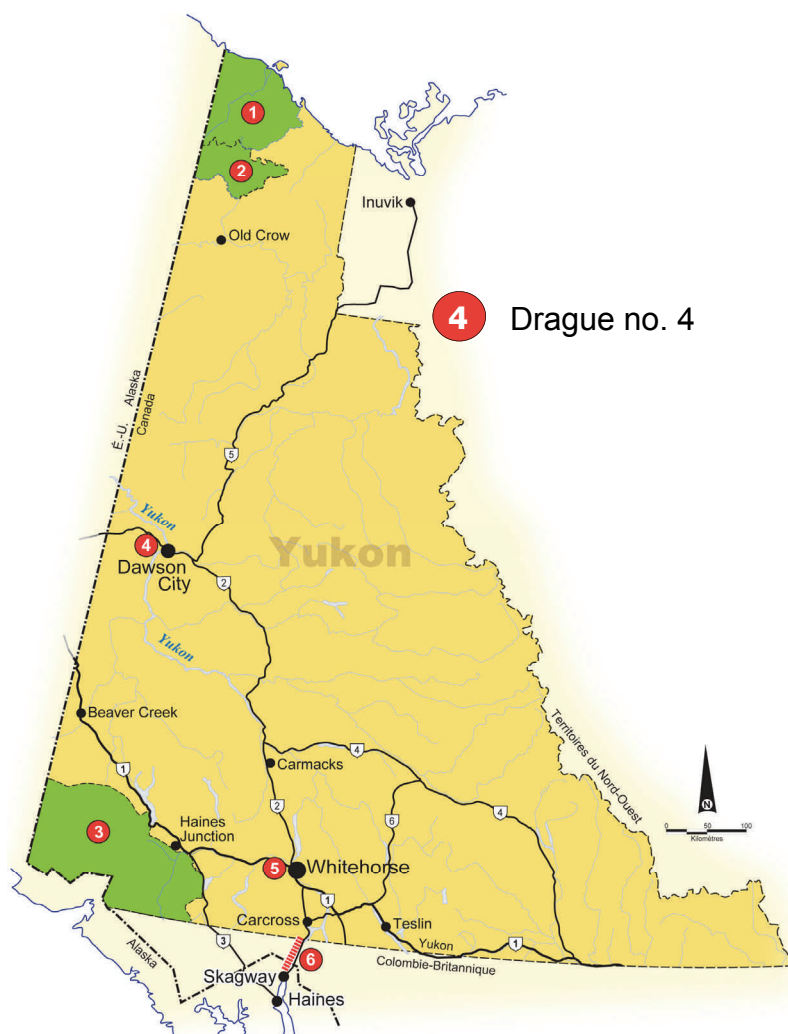 1
2
Inuvik
Old Crow
4 Drague no. 4
É.-U. Alaska
Canada
5
Yukon
4
Yukon
Dawson
City
2
Yukon
Beaver Creek
Territoires du Nord-Ouest
4
Carmacks
1
2
4
N
3
6
0 50 100
Kilomètres
Haines
Junction
5
Whitehorse
1
Carcross
Teslin
3
Yukon
1
Alaska
6
Colombie-Britannique
Skagway
Haines